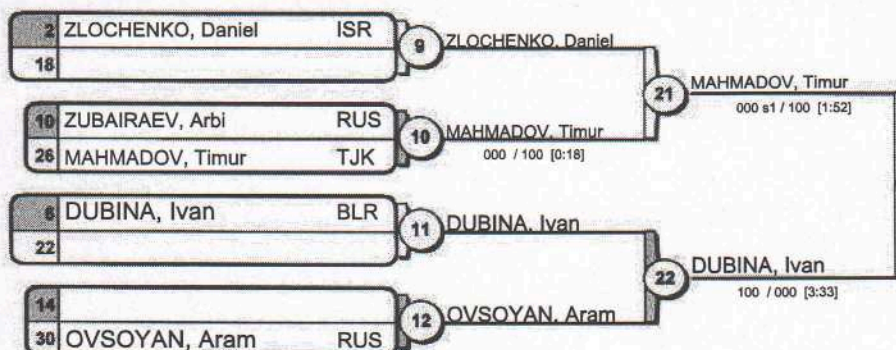 2 ZLOCHENKO, Daniel ISR
18
9 ZLOCHENKO, Daniel
10 ZUBAIRAEV, Arbi RUS
26 MAHMADOV, Timur TJK
10 MAHMADOV, Timur
000 / 100 [0:18]
21 MAHMADOV, Timur
000 s1 / 100 [1:52]
6 DUBINA, Ivan BLR
22
11 DUBINA, Ivan
14
30 OVSOYAN, Aram RUS
12 OVSOYAN, Aram
22 DUBINA, Ivan
100 / 000 [3:33]